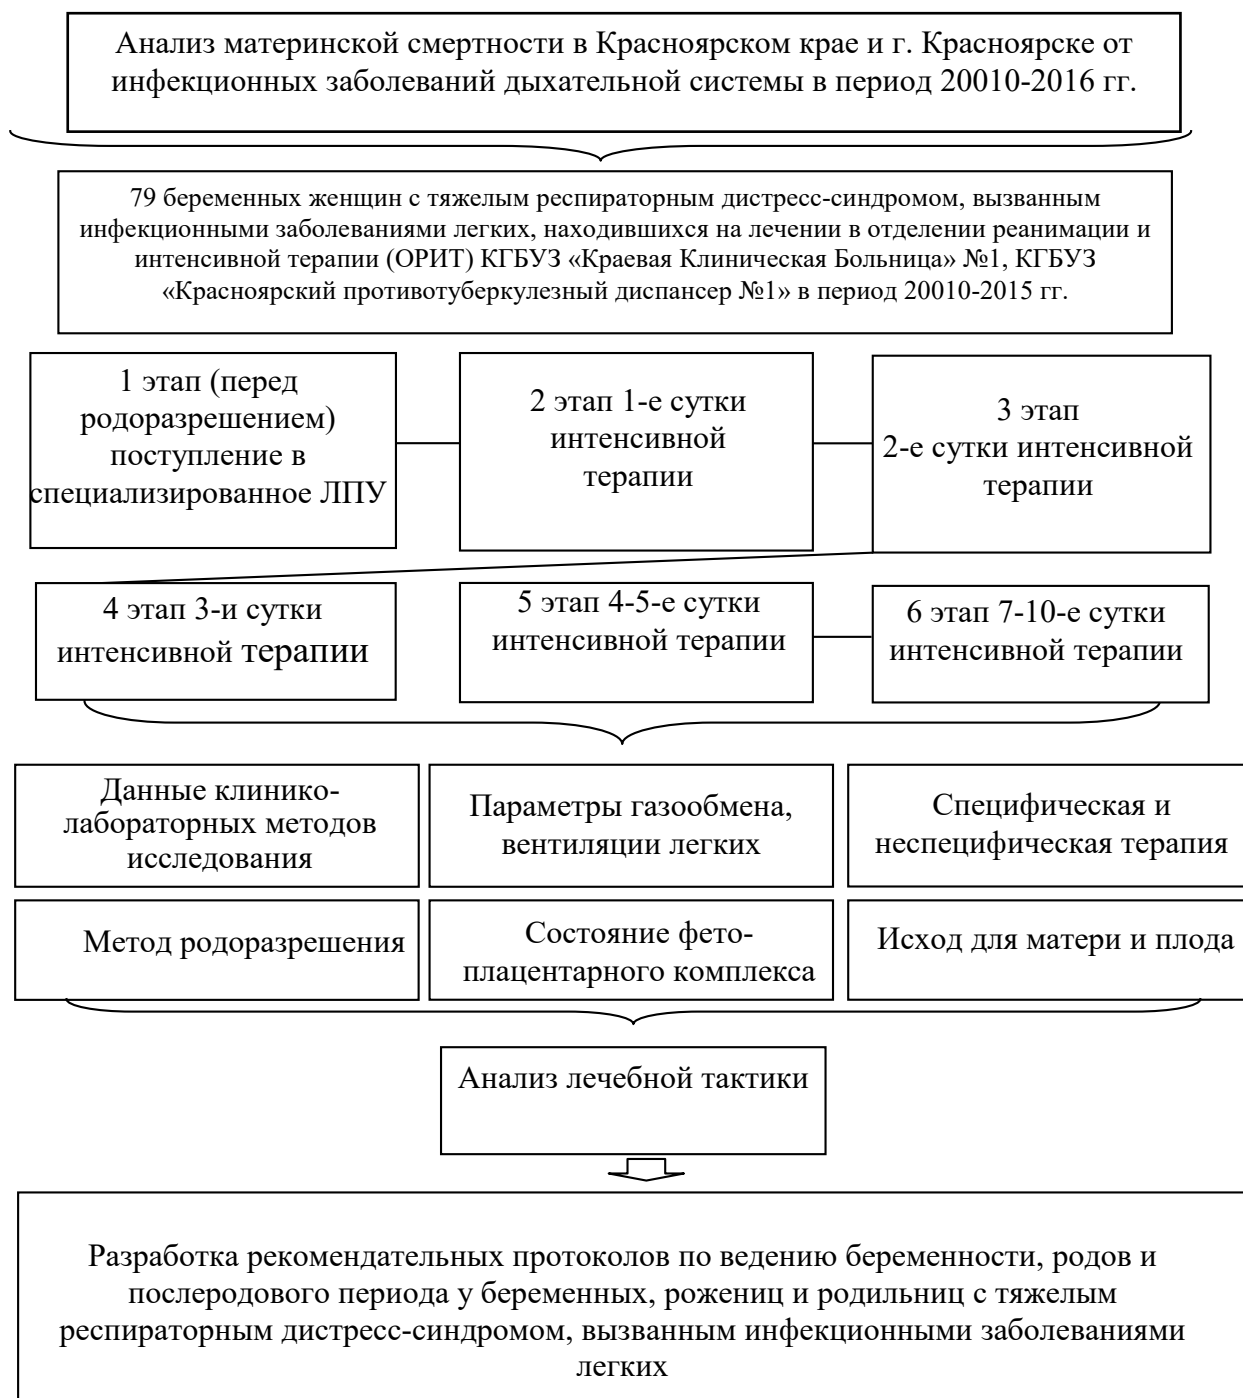 Анализ материнской смертности в Красноярском крае и г. Красноярске от
инфекционных заболеваний дыхательной системы в период 20010-2016 гг.
79 беременных женщин с тяжелым респираторным дистресс-синдромом, вызванным
инфекционными заболеваниями легких, находившихся на лечении в отделении реанимации и
интенсивной терапии (ОРИТ) КГБУЗ «Краевая Клиническая Больница» №1, КГБУЗ
«Красноярский противотуберкулезный диспансер №1» в период 20010-2015 гг.
1 этап (перед
родоразрешением)
поступление в
специализированное ЛПУ
2 этап 1-е сутки
интенсивной
терапии
3 этап
2-е сутки интенсивной
терапии
4 этап 3-и сутки
интенсивной терапии
5 этап 4-5-е сутки
интенсивной терапии
6 этап 7-10-е сутки
интенсивной терапии
Данные клинико-
лабораторных методов
исследования
Параметры газообмена,
вентиляции легких
Специфическая и
неспецифическая терапия
Метод родоразрешения
Состояние фето-
плацентарного комплекса
Исход для матери и плода
Анализ лечебной тактики
Разработка рекомендательных протоколов по ведению беременности, родов и
послеродового периода у беременных, рожениц и родильниц с тяжелым
респираторным дистресс-синдромом, вызванным инфекционными заболеваниями
легких